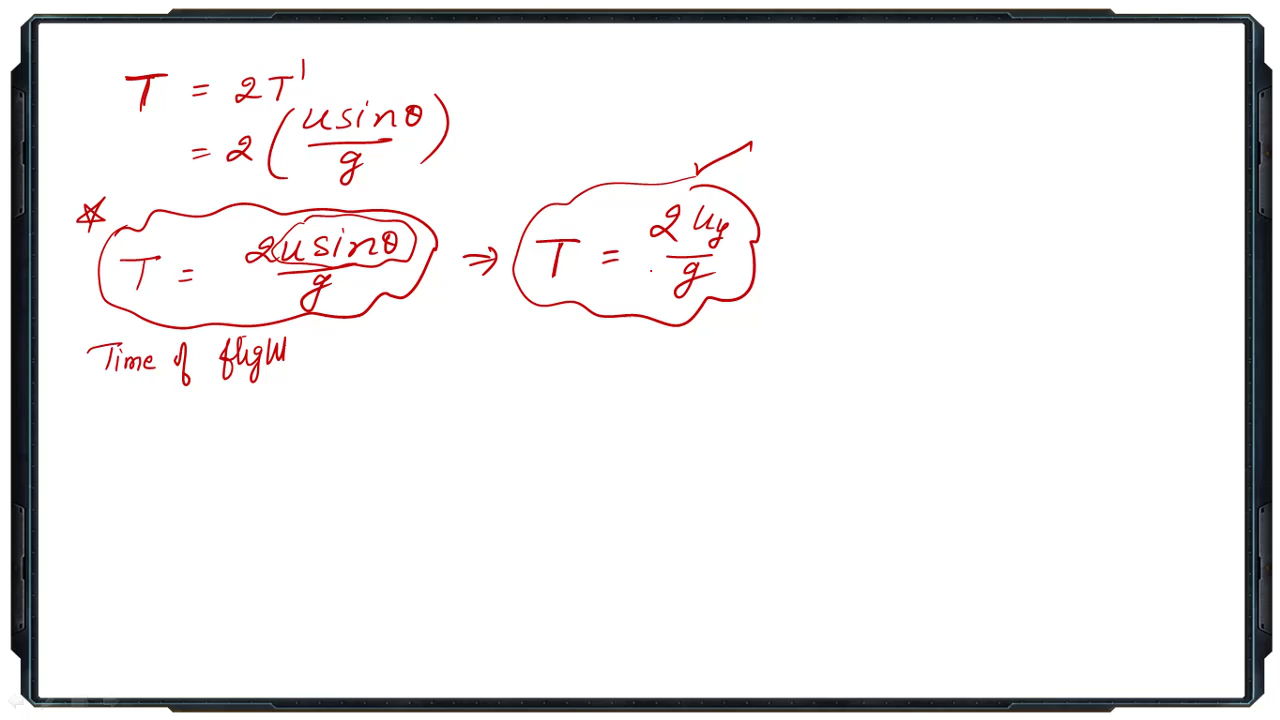 T = 2T'
= 2 (usinθ/g)
☆ T = 2usinθ/g ⇒ T = 2u_y/g
Time of flight